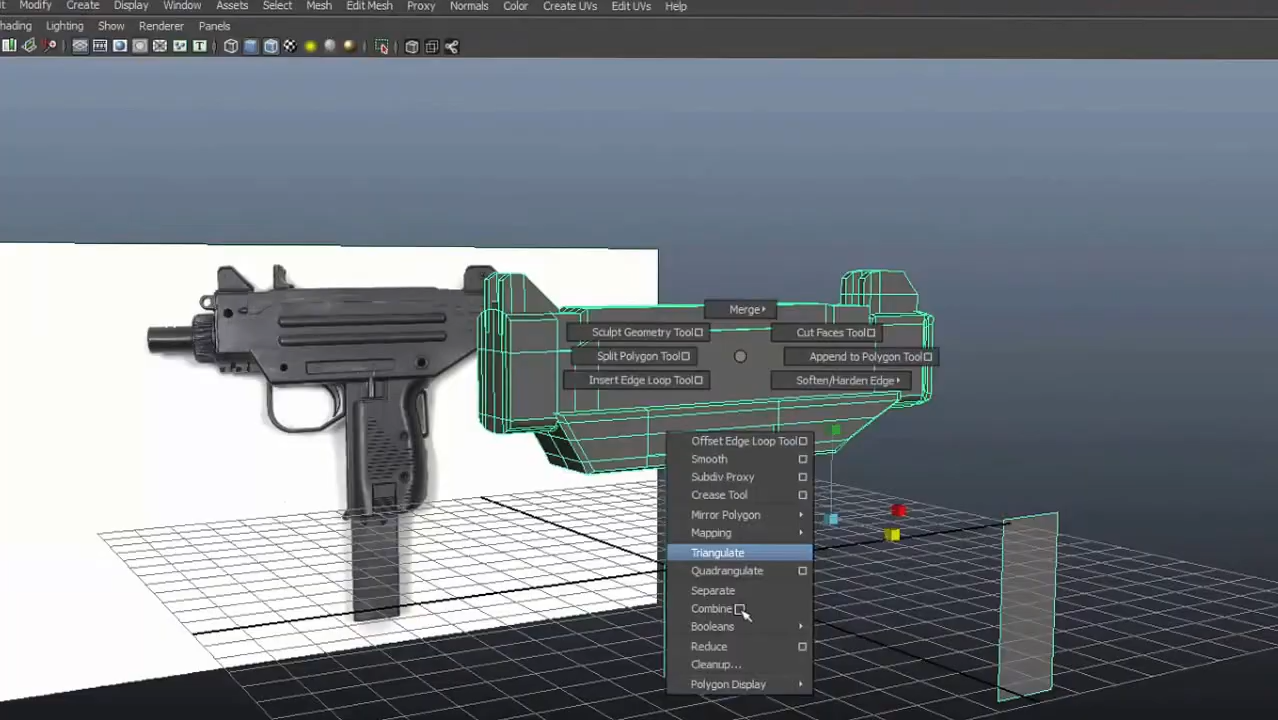 Modify Create Display Window Assets Select Mesh Edit Mesh Proxy Normals Color Create UVs Edit UVs Help
Lighting Show Renderer Panels
Merge
Sculpt Geometry Tool Cut Faces Tool
Split Polygon Tool Append to Polygon Tool
Insert Edge Loop Tool Soften/Harden Edge
Offset Edge Loop Tool
Smooth
Subdiv Proxy
Crease Tool
Mirror Polygon
Mapping
Triangulate
Quadrangulate
Separate
Combine
Booleans
Reduce
Cleanup...
Polygon Display